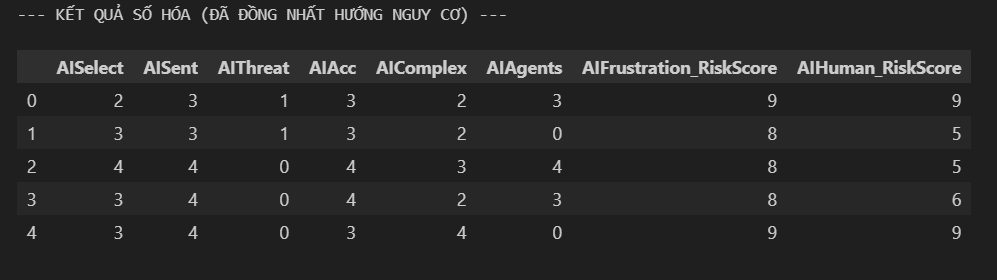 --- KẾT QUẢ SỐ HÓA (ĐÃ ĐỒNG NHẤT HƯỚNG NGUY CƠ) ---
AISelect AISent AIThreat AIAcc AIComplex AIAgents AIFrustration_RiskScore AIHuman_RiskScore
0 2 3 1 3 2 3 9 9
1 3 3 1 3 2 0 8 5
2 4 4 0 4 3 4 8 5
3 3 4 0 4 2 3 8 6
4 3 4 0 3 4 0 9 9